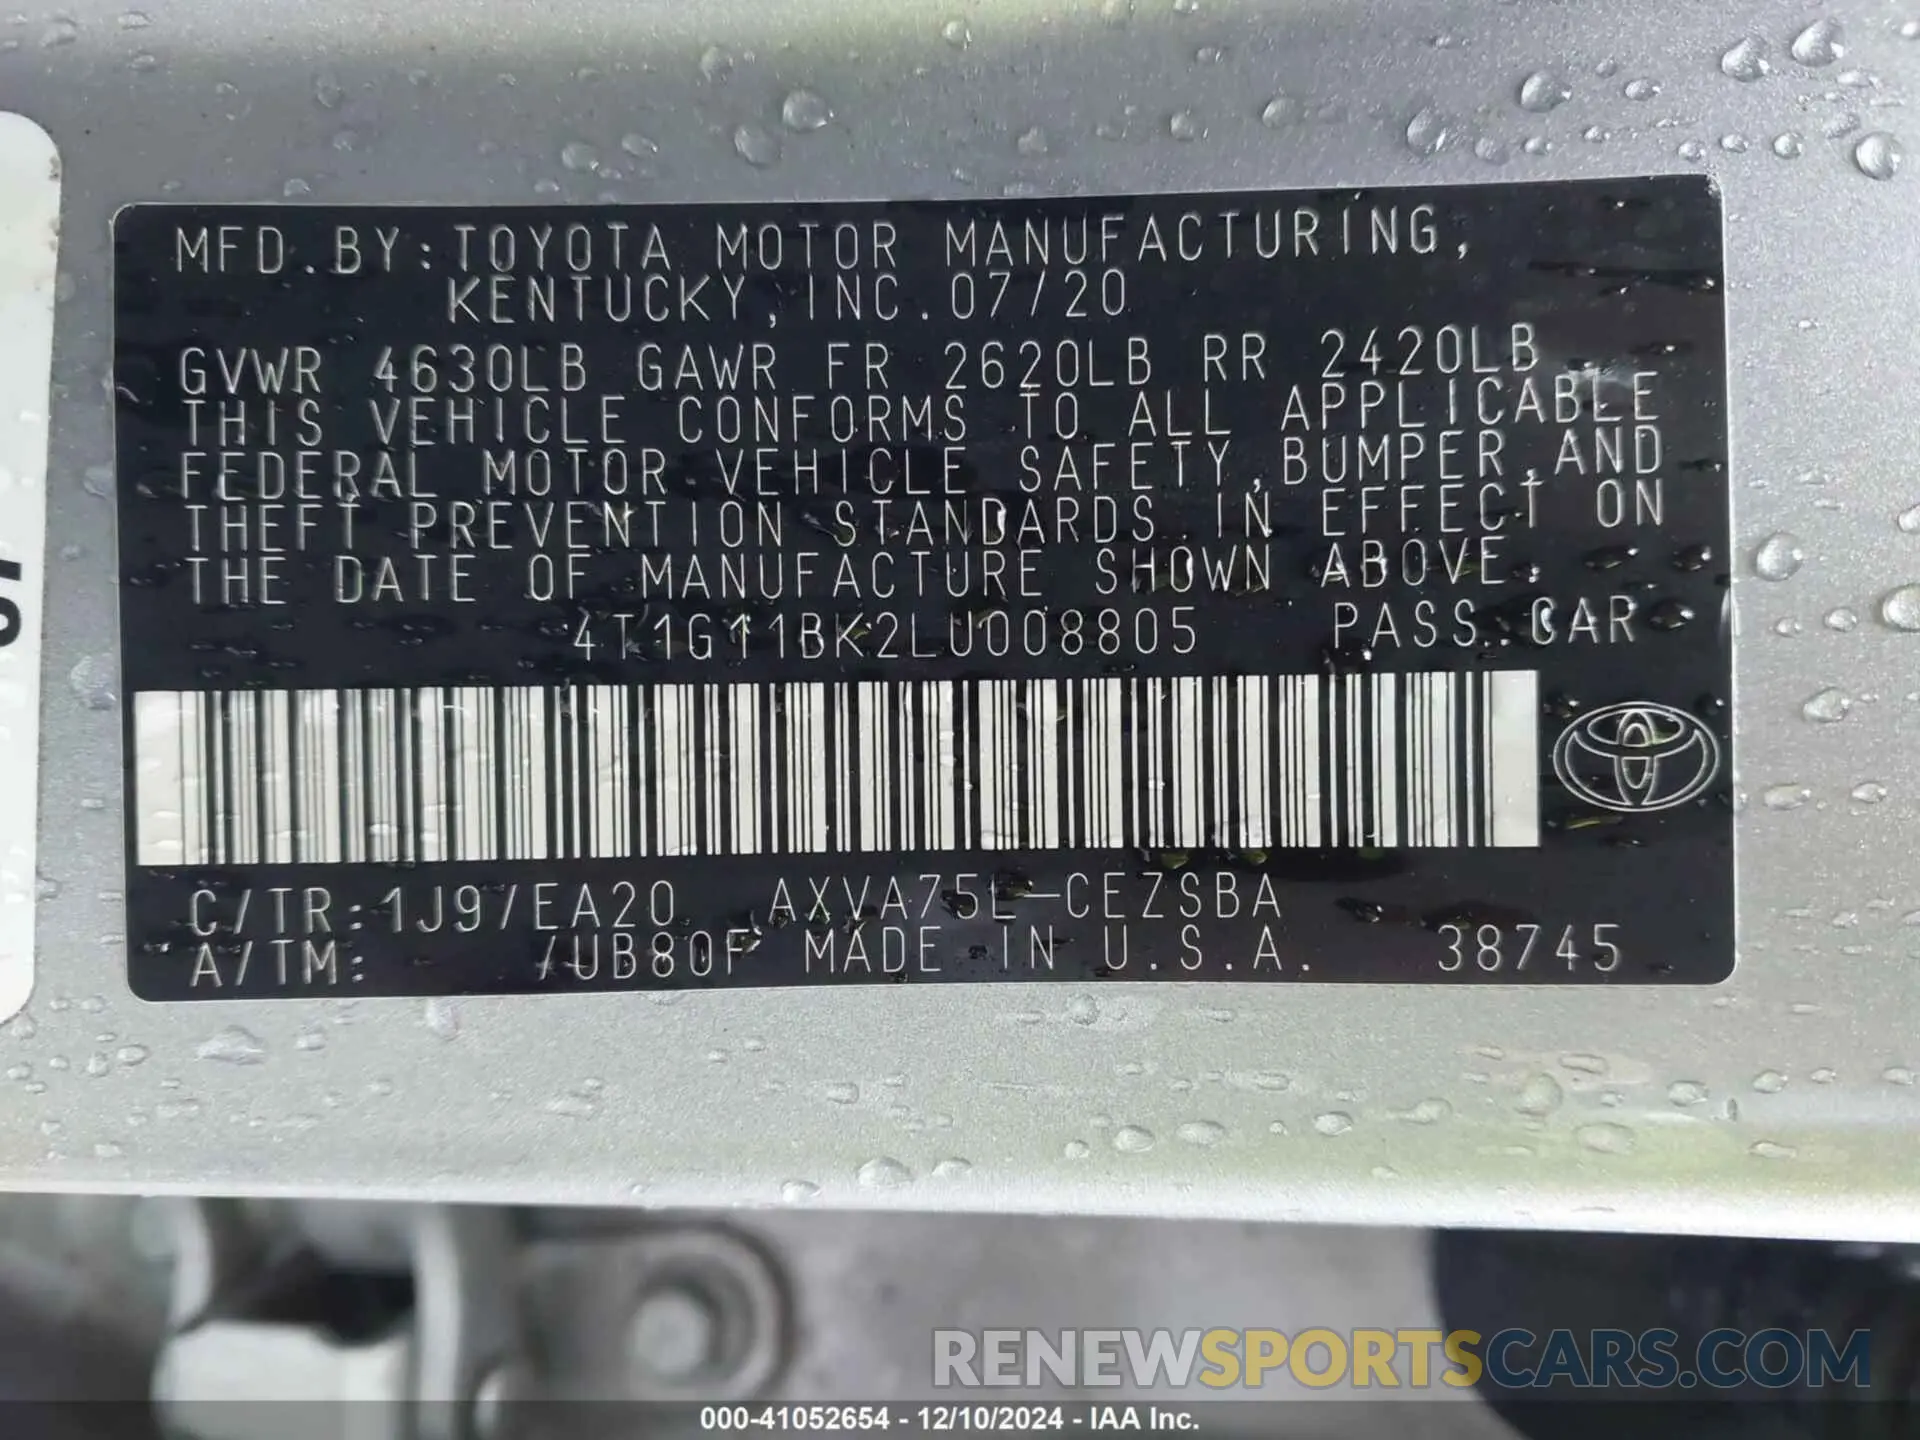 MFD.BY:TOYOTA MOTOR MANUFACTURING,
KENTUCKY,INC.07/20
GVWR 4630LB GAWR FR 2620LB RR 2420LB
THIS VEHICLE CONFORMS TO ALL APPLICABLE
FEDERAL MOTOR VEHICLE SAFETY,BUMPER,AND
THEFT PREVENTION STANDARDS IN EFFECT ON
THE DATE OF MANUFACTURE SHOWN ABOVE.
4T1G11BK2LU008805 PASS.CAR
C/TR:1J9/EA20 AXVA75L-CEZSBA
A/TM: /UB80F MADE IN U.S.A. 38745
RENEWSPORTSCARS.COM
000-41052654 - 12/10/2024 - IAA Inc.